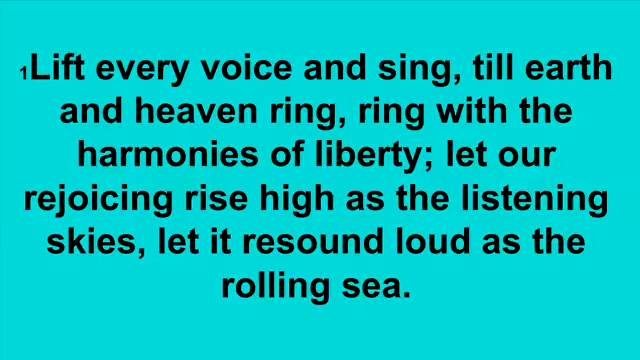 1Lift every voice and sing, till earth
and heaven ring, ring with the
harmonies of liberty; let our
rejoicing rise high as the listening
skies, let it resound loud as the
rolling sea.